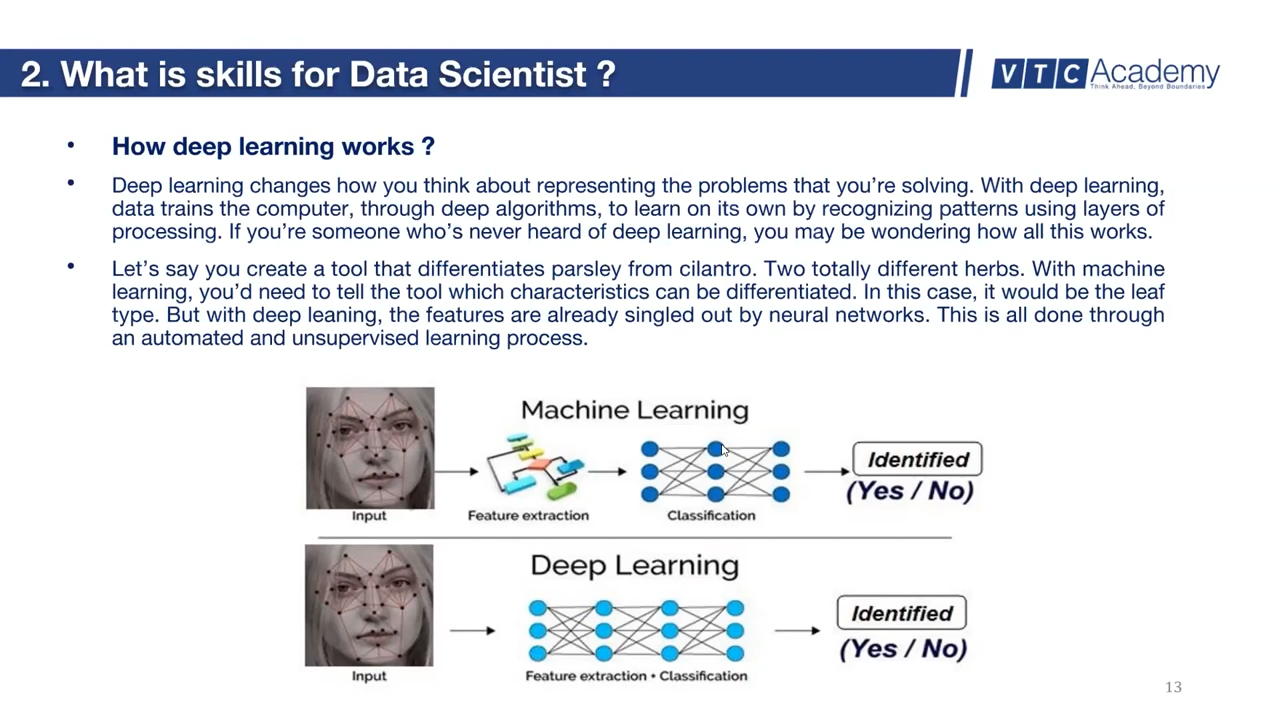 2. What is skills for Data Scientist ?
VTC Academy
Think Ahead, Beyond Boundaries
• How deep learning works ?
• Deep learning changes how you think about representing the problems that you’re solving. With deep learning,
data trains the computer, through deep algorithms, to learn on its own by recognizing patterns using layers of
processing. If you’re someone who’s never heard of deep learning, you may be wondering how all this works.
• Let’s say you create a tool that differentiates parsley from cilantro. Two totally different herbs. With machine
learning, you’d need to tell the tool which characteristics can be differentiated. In this case, it would be the leaf
type. But with deep leaning, the features are already singled out by neural networks. This is all done through
an automated and unsupervised learning process.
Machine Learning
Identified
(Yes / No)
Input
Feature extraction
Classification
Deep Learning
Identified
(Yes / No)
Input
Feature extraction • Classification
13